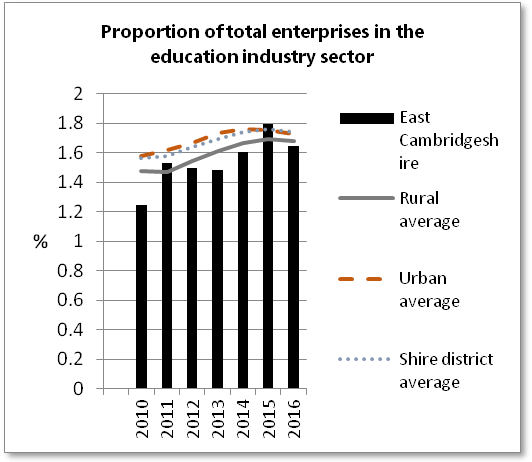 Proportion of total enterprises in the
education industry sector
2
1.8
1.6
1.4
1.2
1
0.8
0.6
0.4
0.2
0
%
2010
2011
2012
2013
2014
2015
2016
East
Cambridgesh
ire
Rural
average
Urban
average
Shire district
average